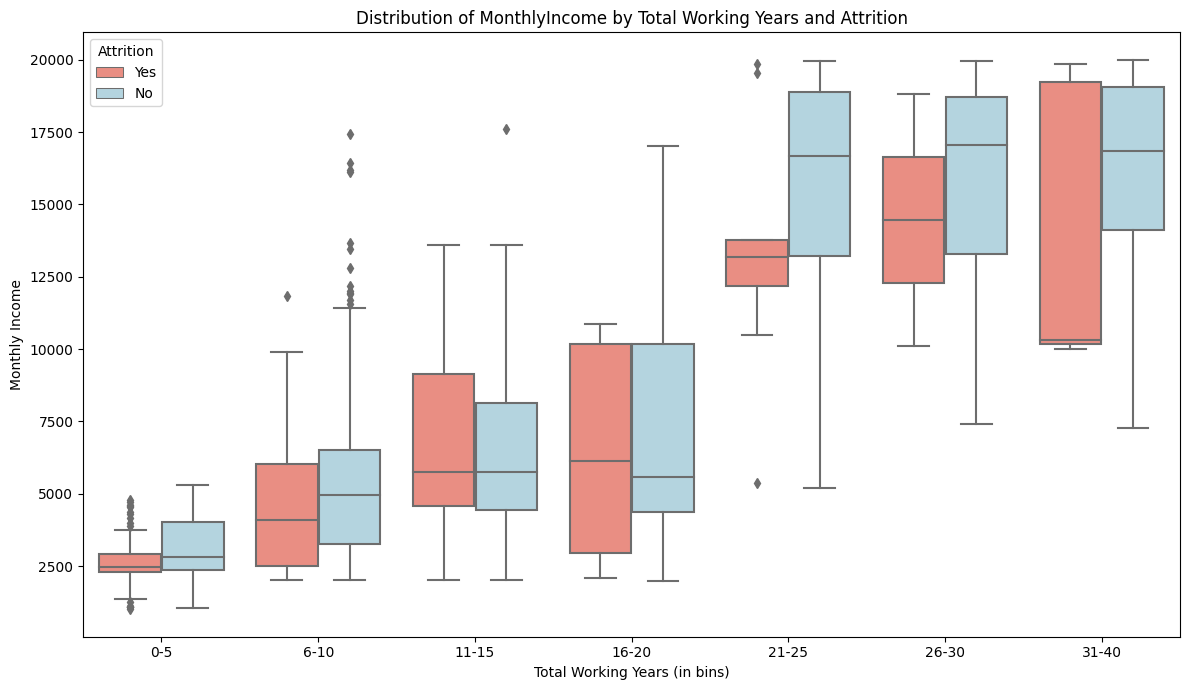 Distribution of MonthlyIncome by Total Working Years and Attrition
Attrition
Yes
No
20000
17500
15000
12500
10000
7500
5000
2500
Monthly Income
0-5
6-10
11-15
16-20
21-25
26-30
31-40
Total Working Years (in bins)